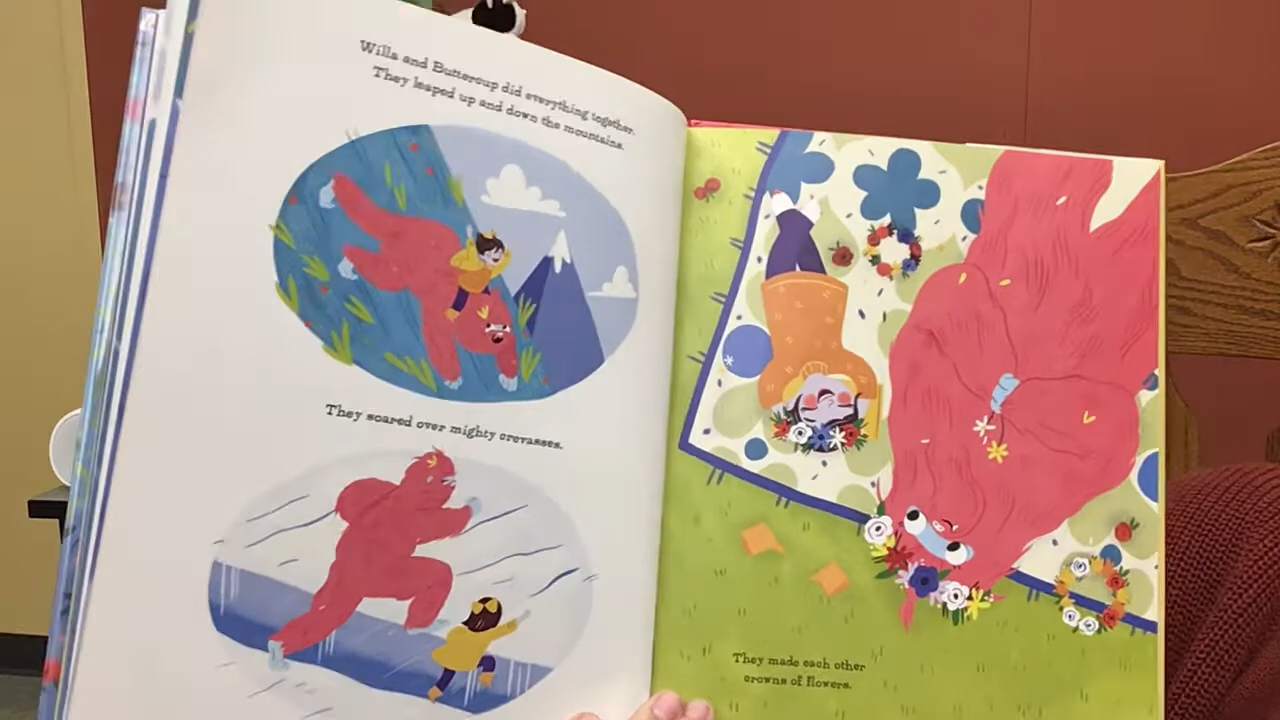 Willa and Buttercup did everything together.
They leaped up and down the mountains.
They soared over mighty crevasses.
They made each other
crowns of flowers.